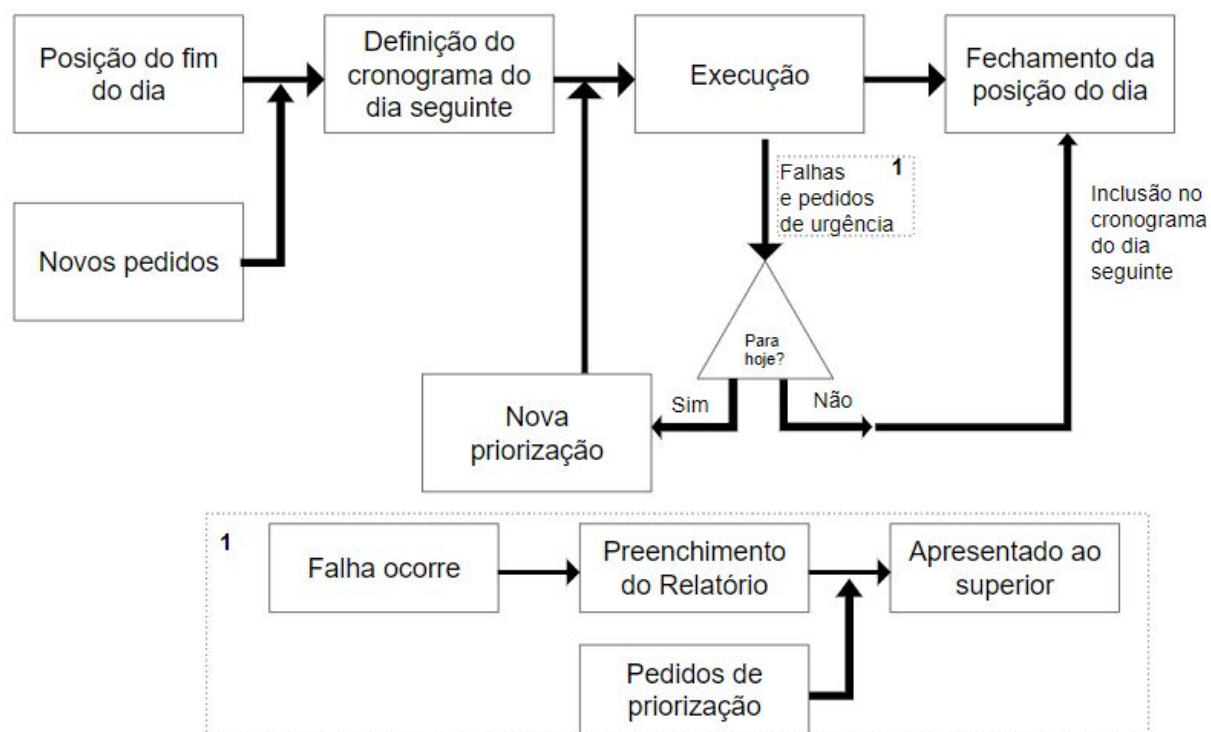 Posição do fim
do dia
Definição do
cronograma do
dia seguinte
Execução
Fechamento da
posição do dia
Novos pedidos
Falhas
e pedidos
de urgência
1
Inclusão no
cronograma
do dia
seguinte
Para
hoje?
Sim
Não
Nova
priorização
1
Falha ocorre
Preenchimento
do Relatório
Apresentado ao
superior
Pedidos de
priorização